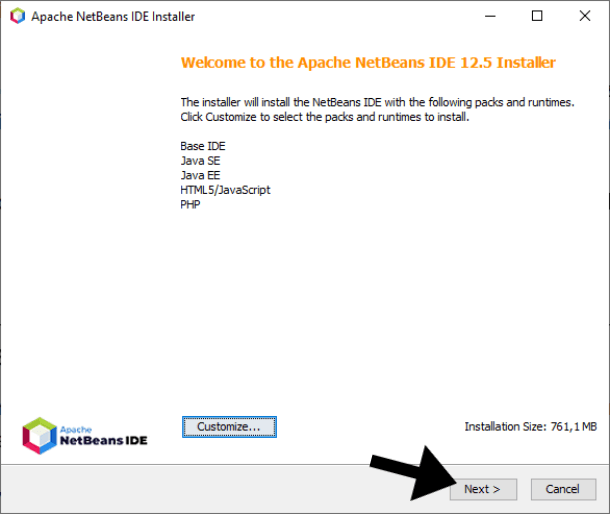 Apache NetBeans IDE Installer
Welcome to the Apache NetBeans IDE 12.5 Installer
The installer will install the NetBeans IDE with the following packs and runtimes.
Click Customize to select the packs and runtimes to install.
Base IDE
Java SE
Java EE
HTML5/JavaScript
PHP
Apache
NetBeans IDE
Customize...
Installation Size: 761,1 MB
Next >
Cancel